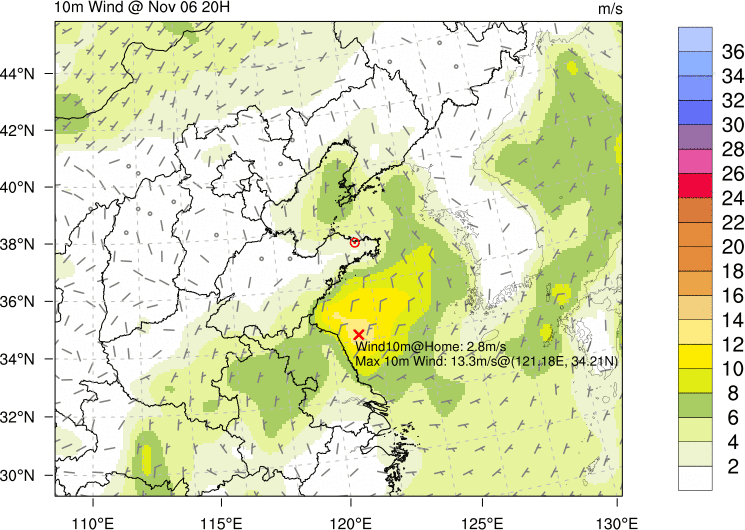 10m Wind @ Nov 06 20H
m/s
44°N
42°N
40°N
38°N
36°N
34°N
32°N
30°N
110°E
115°E
120°E
125°E
130°E
Wind10m@Home: 2.8m/s
Max 10m Wind: 13.3m/s@(121.18E, 34.21N)
36
34
32
30
28
26
24
22
20
18
16
14
12
10
8
6
4
2